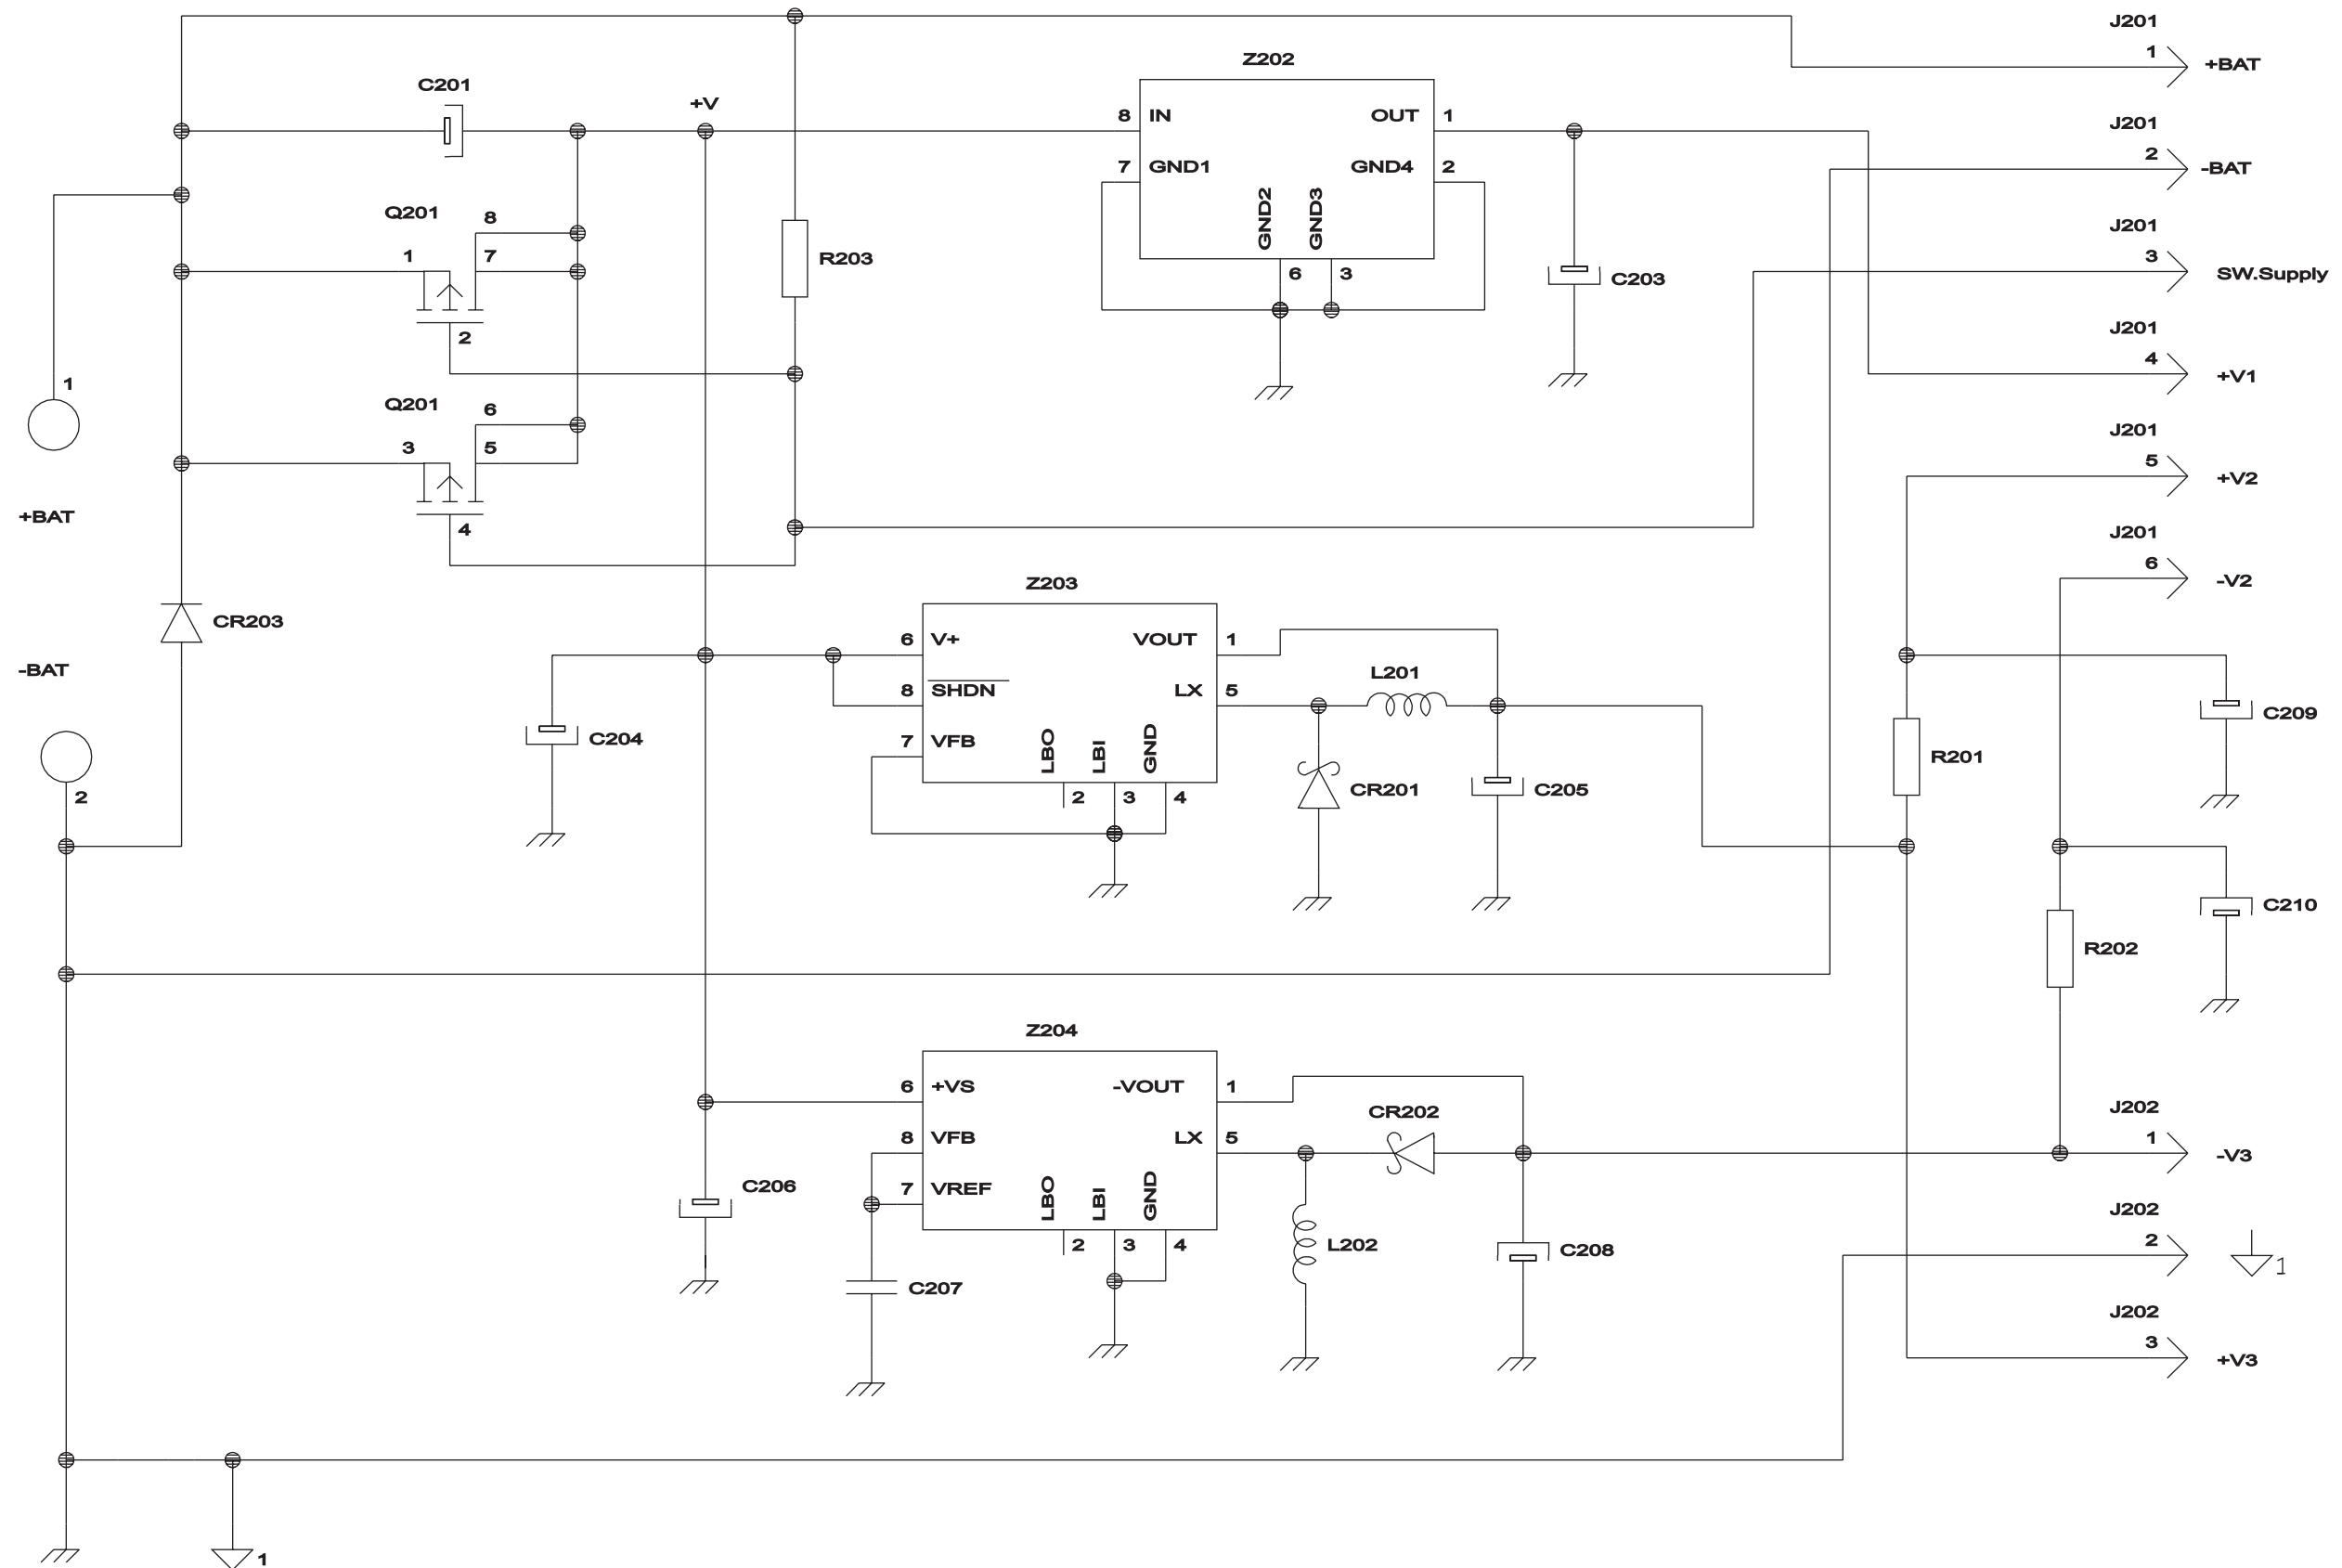 J201
1
+BAT
Z202
C201
+V
8 IN OUT 1
J201
2
-BAT
7 GND1 GND4 2
GND2 GND3
Q201
8
J201
1 7
R203
6 3
C203
3
SW.Supply
2
J201
4
+V1
1
Q201
6
J201
3 5
5
+V2
+BAT
4
J201
6
-V2
Z203
CR203
6 V+ VOUT 1
-BAT
L201
8 SHDN LX 5
C204
7 VFB
LBO LBI GND
C209
R201
2
2 3 4
CR201
C205
C210
R202
Z204
6 +VS -VOUT 1
CR202
J202
1
-V3
8 VFB LX 5
C206
7 VREF
LBO LBI GND
J202
2
1
2 3 4
L202
C208
C207
J202
3
+V3
1